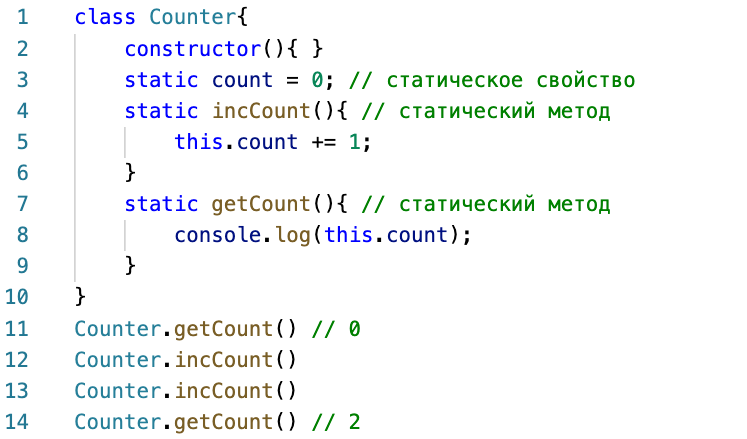 1 class Counter{
2 constructor(){ }
3 static count = 0; // статическое свойство
4 static incCount(){ // статический метод
5 this.count += 1;
6 }
7 static getCount(){ // статический метод
8 console.log(this.count);
9 }
10 }
11 Counter.getCount() // 0
12 Counter.incCount()
13 Counter.incCount()
14 Counter.getCount() // 2